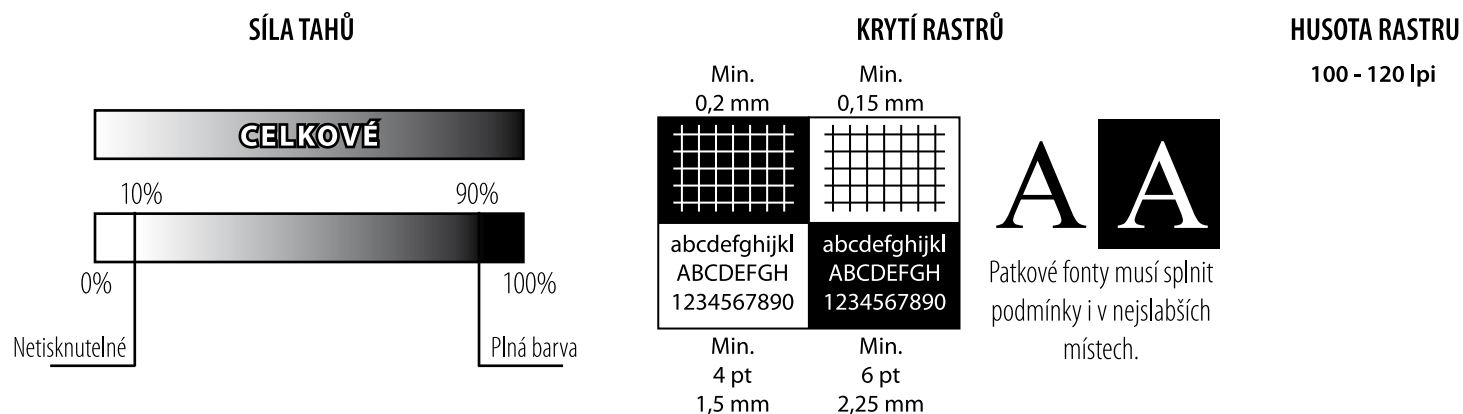 SÍLA TAHŮ
CELKOVÉ
10%
90%
0%
100%
Netisknutelné
Plná barva
KRYTÍ RASTRŮ
Min.
0,2 mm
Min.
0,15 mm
abcdefghijkl
ABCDEFGH
1234567890
abcdefghijkl
ABCDEFGH
1234567890
Min.
4 pt
1,5 mm
Min.
6 pt
2,25 mm
A
A
Patkové fonty musí splnit
podmínky i v nejslabších
místech.
HUSOTA RASTRU
100 - 120 lpi